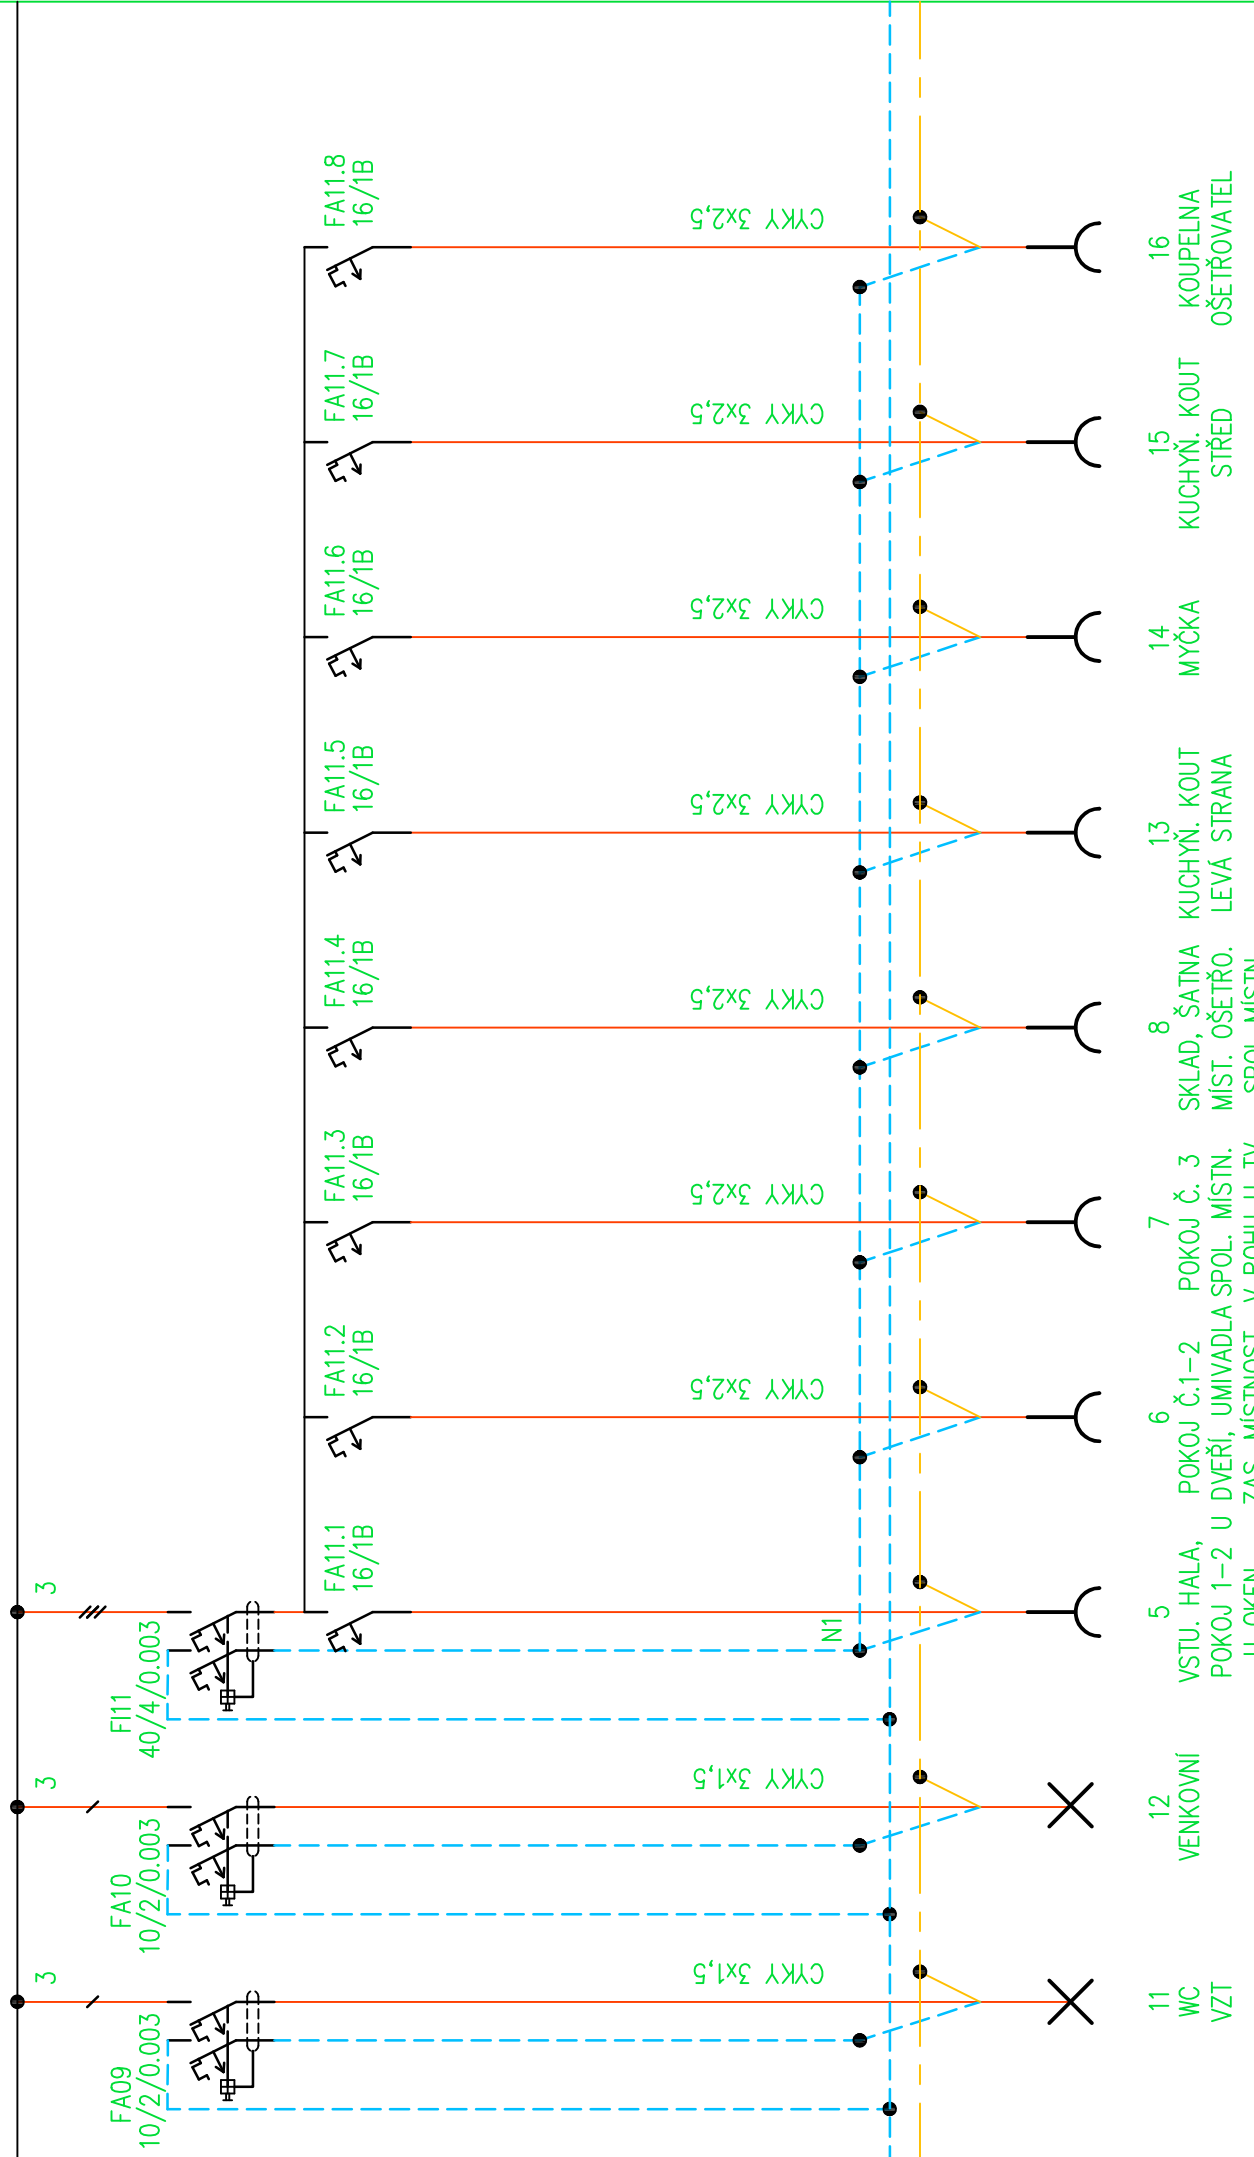 3
FA09
10/2/0.003
CYKY 3x1,5
11
WC
VZT
3
FA10
10/2/0.003
CYKY 3x1,5
12
VENKOVNÍ
3
FI11
40/4/0.003
N1
FA11.1
16/1B
5
VSTU. HALA,
POKOJ 1-2
U OKEN
FA11.2
16/1B
CYKY 3x2,5
6
POKOJ Č.1-2
U DVEŘÍ, UMIVADLA
FA11.3
16/1B
CYKY 3x2,5
7
POKOJ Č. 3
SPOL. MÍSTN.
V ROHU U TV
FA11.4
16/1B
CYKY 3x2,5
8
SKLAD, ŠATNA
MÍST. OŠETŘO.
SPOL. MÍSTN.
FA11.5
16/1B
CYKY 3x2,5
13
KUCHYŇ. KOUT
LEVÁ STRANA
FA11.6
16/1B
CYKY 3x2,5
14
MYČKA
FA11.7
16/1B
CYKY 3x2,5
15
KUCHYŇ. KOUT
STŘED
FA11.8
16/1B
CYKY 3x2,5
16
KOUPELNA
OŠETŘOVATEL